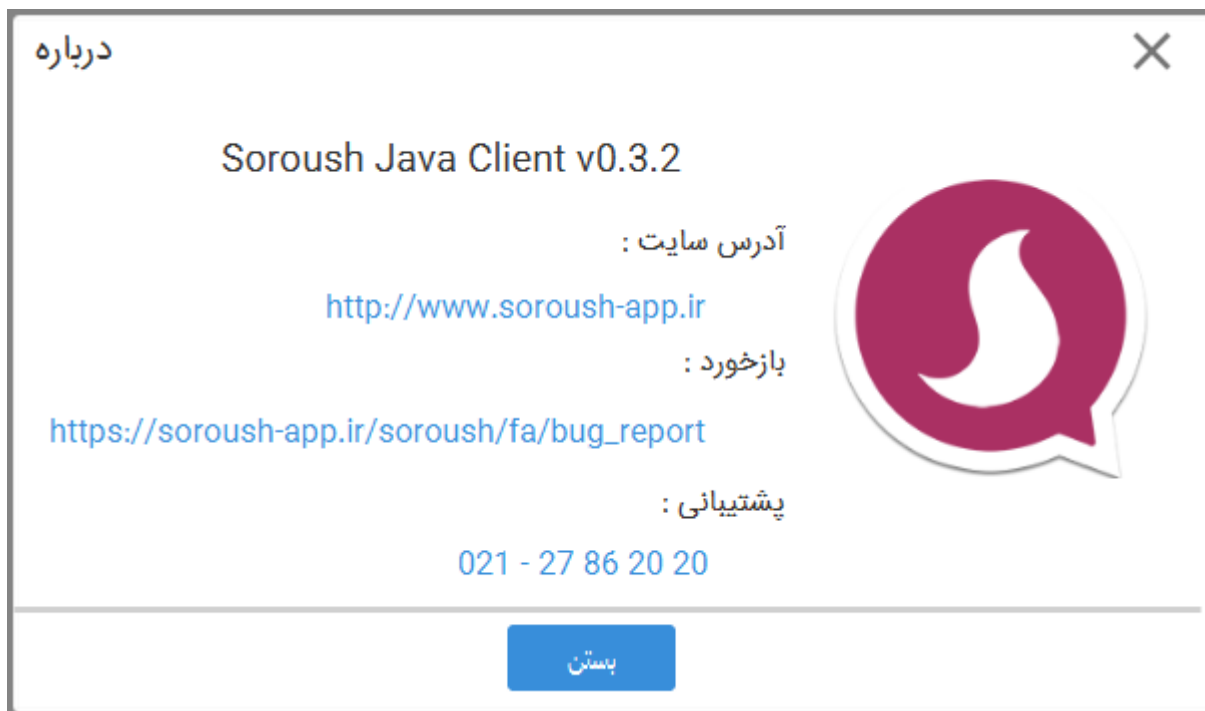 درباره
Soroush Java Client v0.3.2
آدرس سایت :
http://www.soroush-app.ir
بازخورد :
https://soroush-app.ir/soroush/fa/bug_report
پشتیبانی :
021 - 27 86 20 20
بستن